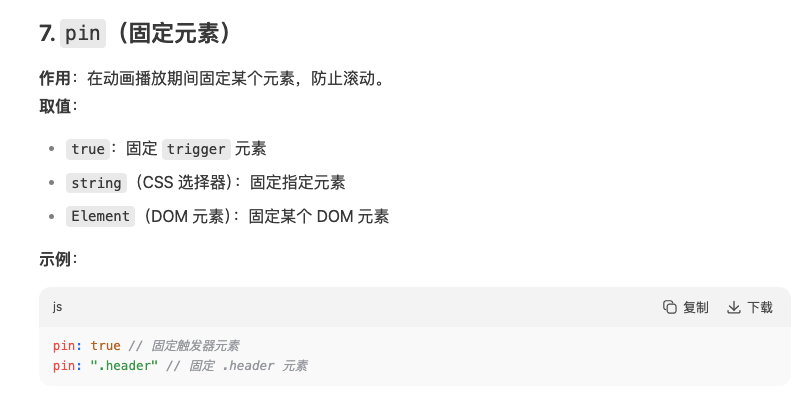 7. pin（固定元素）
作用：在动画播放期间固定某个元素，防止滚动。
取值：
true：固定 trigger 元素
string（CSS 选择器）：固定指定元素
Element（DOM 元素）：固定某个 DOM 元素
示例：
js 复制 下载
pin: true // 固定触发器元素
pin: ".header" // 固定 .header 元素